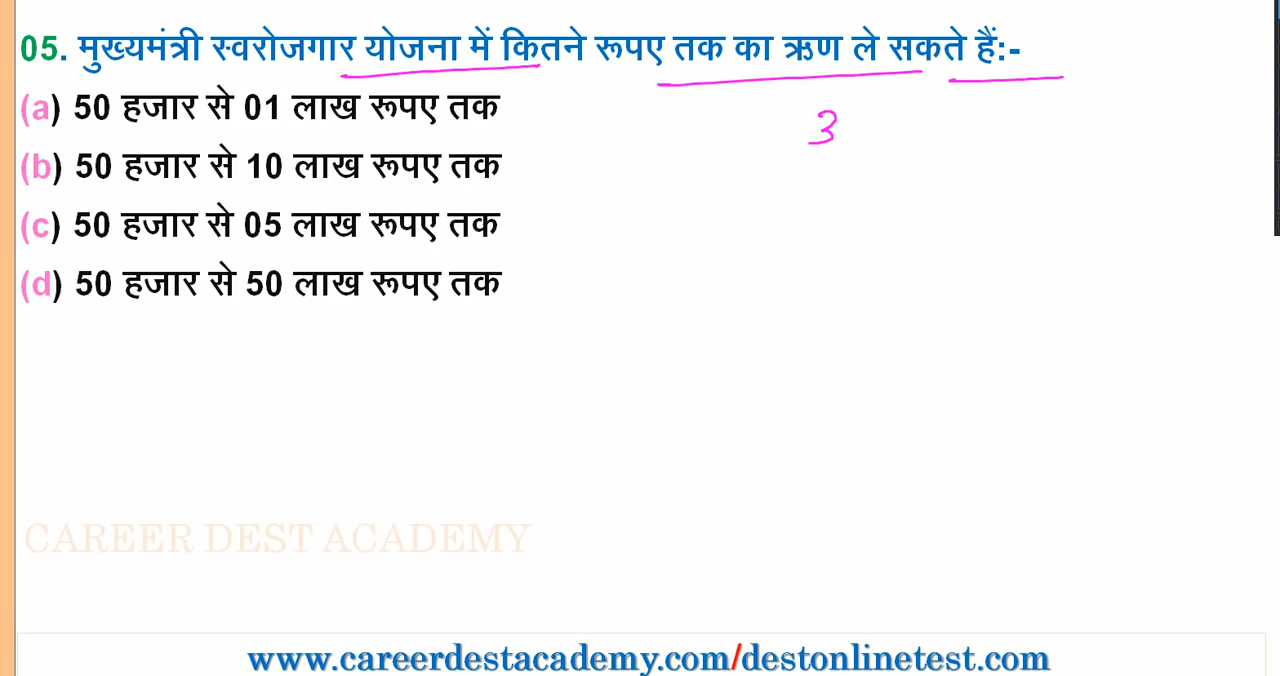 05. मुख्यमंत्री स्वरोजगार योजना में कितने रूपए तक का ऋण ले सकते हैं:-
3
(a) 50 हजार से 01 लाख रूपए तक
(b) 50 हजार से 10 लाख रूपए तक
(c) 50 हजार से 05 लाख रूपए तक
(d) 50 हजार से 50 लाख रूपए तक
CAREER DEST ACADEMY
www.careerdestacademy.com/destonlinetest.com